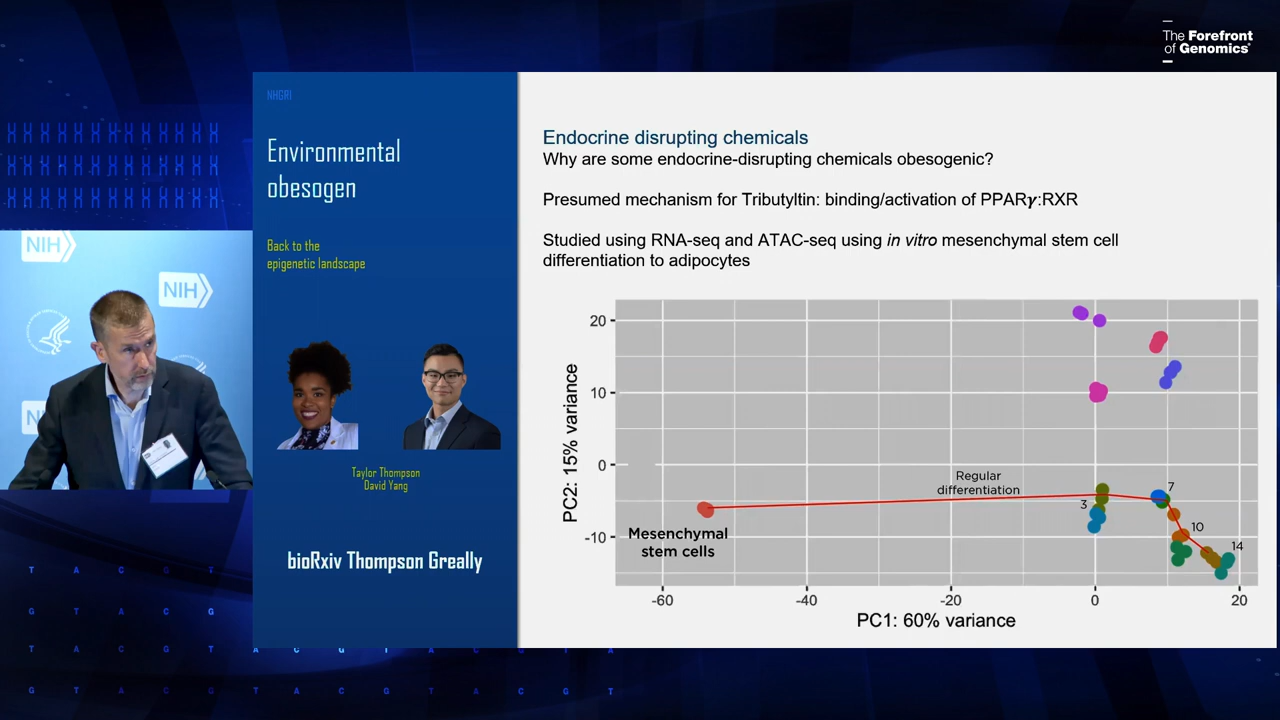 The Forefront
of Genomics®
NHGRI
Environmental
obesogen
Back to the
epigenetic landscape
Taylor Thompson
David Yang
bioRxiv Thompson Greally
Endocrine disrupting chemicals
Why are some endocrine-disrupting chemicals obesogenic?
Presumed mechanism for Tributyltin: binding/activation of PPARγ:RXR
Studied using RNA-seq and ATAC-seq using in vitro mesenchymal stem cell
differentiation to adipocytes
PC2: 15% variance
20
10
0
-10
Regular
differentiation
Mesenchymal
stem cells
3
7
10
14
-60
-40
-20
0
20
PC1: 60% variance
NIH
NIH
N
T A C G T
G T A C G
T A C G T A C G T A C G T A
G T A C G T A C G T A C G T